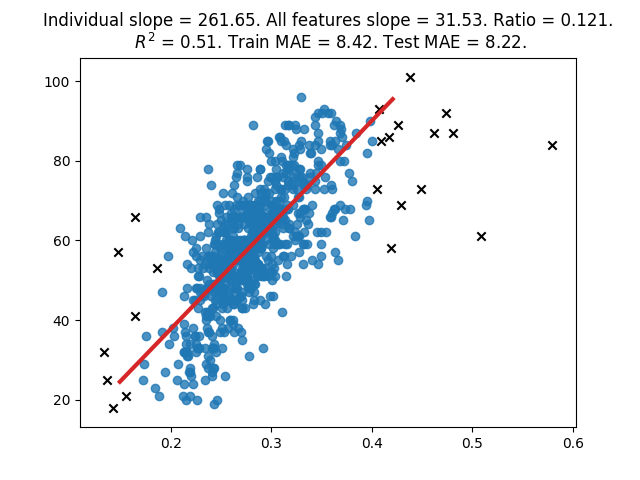 Individual slope = 261.65. All features slope = 31.53. Ratio = 0.121.
R² = 0.51. Train MAE = 8.42. Test MAE = 8.22.
100
80
60
40
20
0.2 0.3 0.4 0.5 0.6